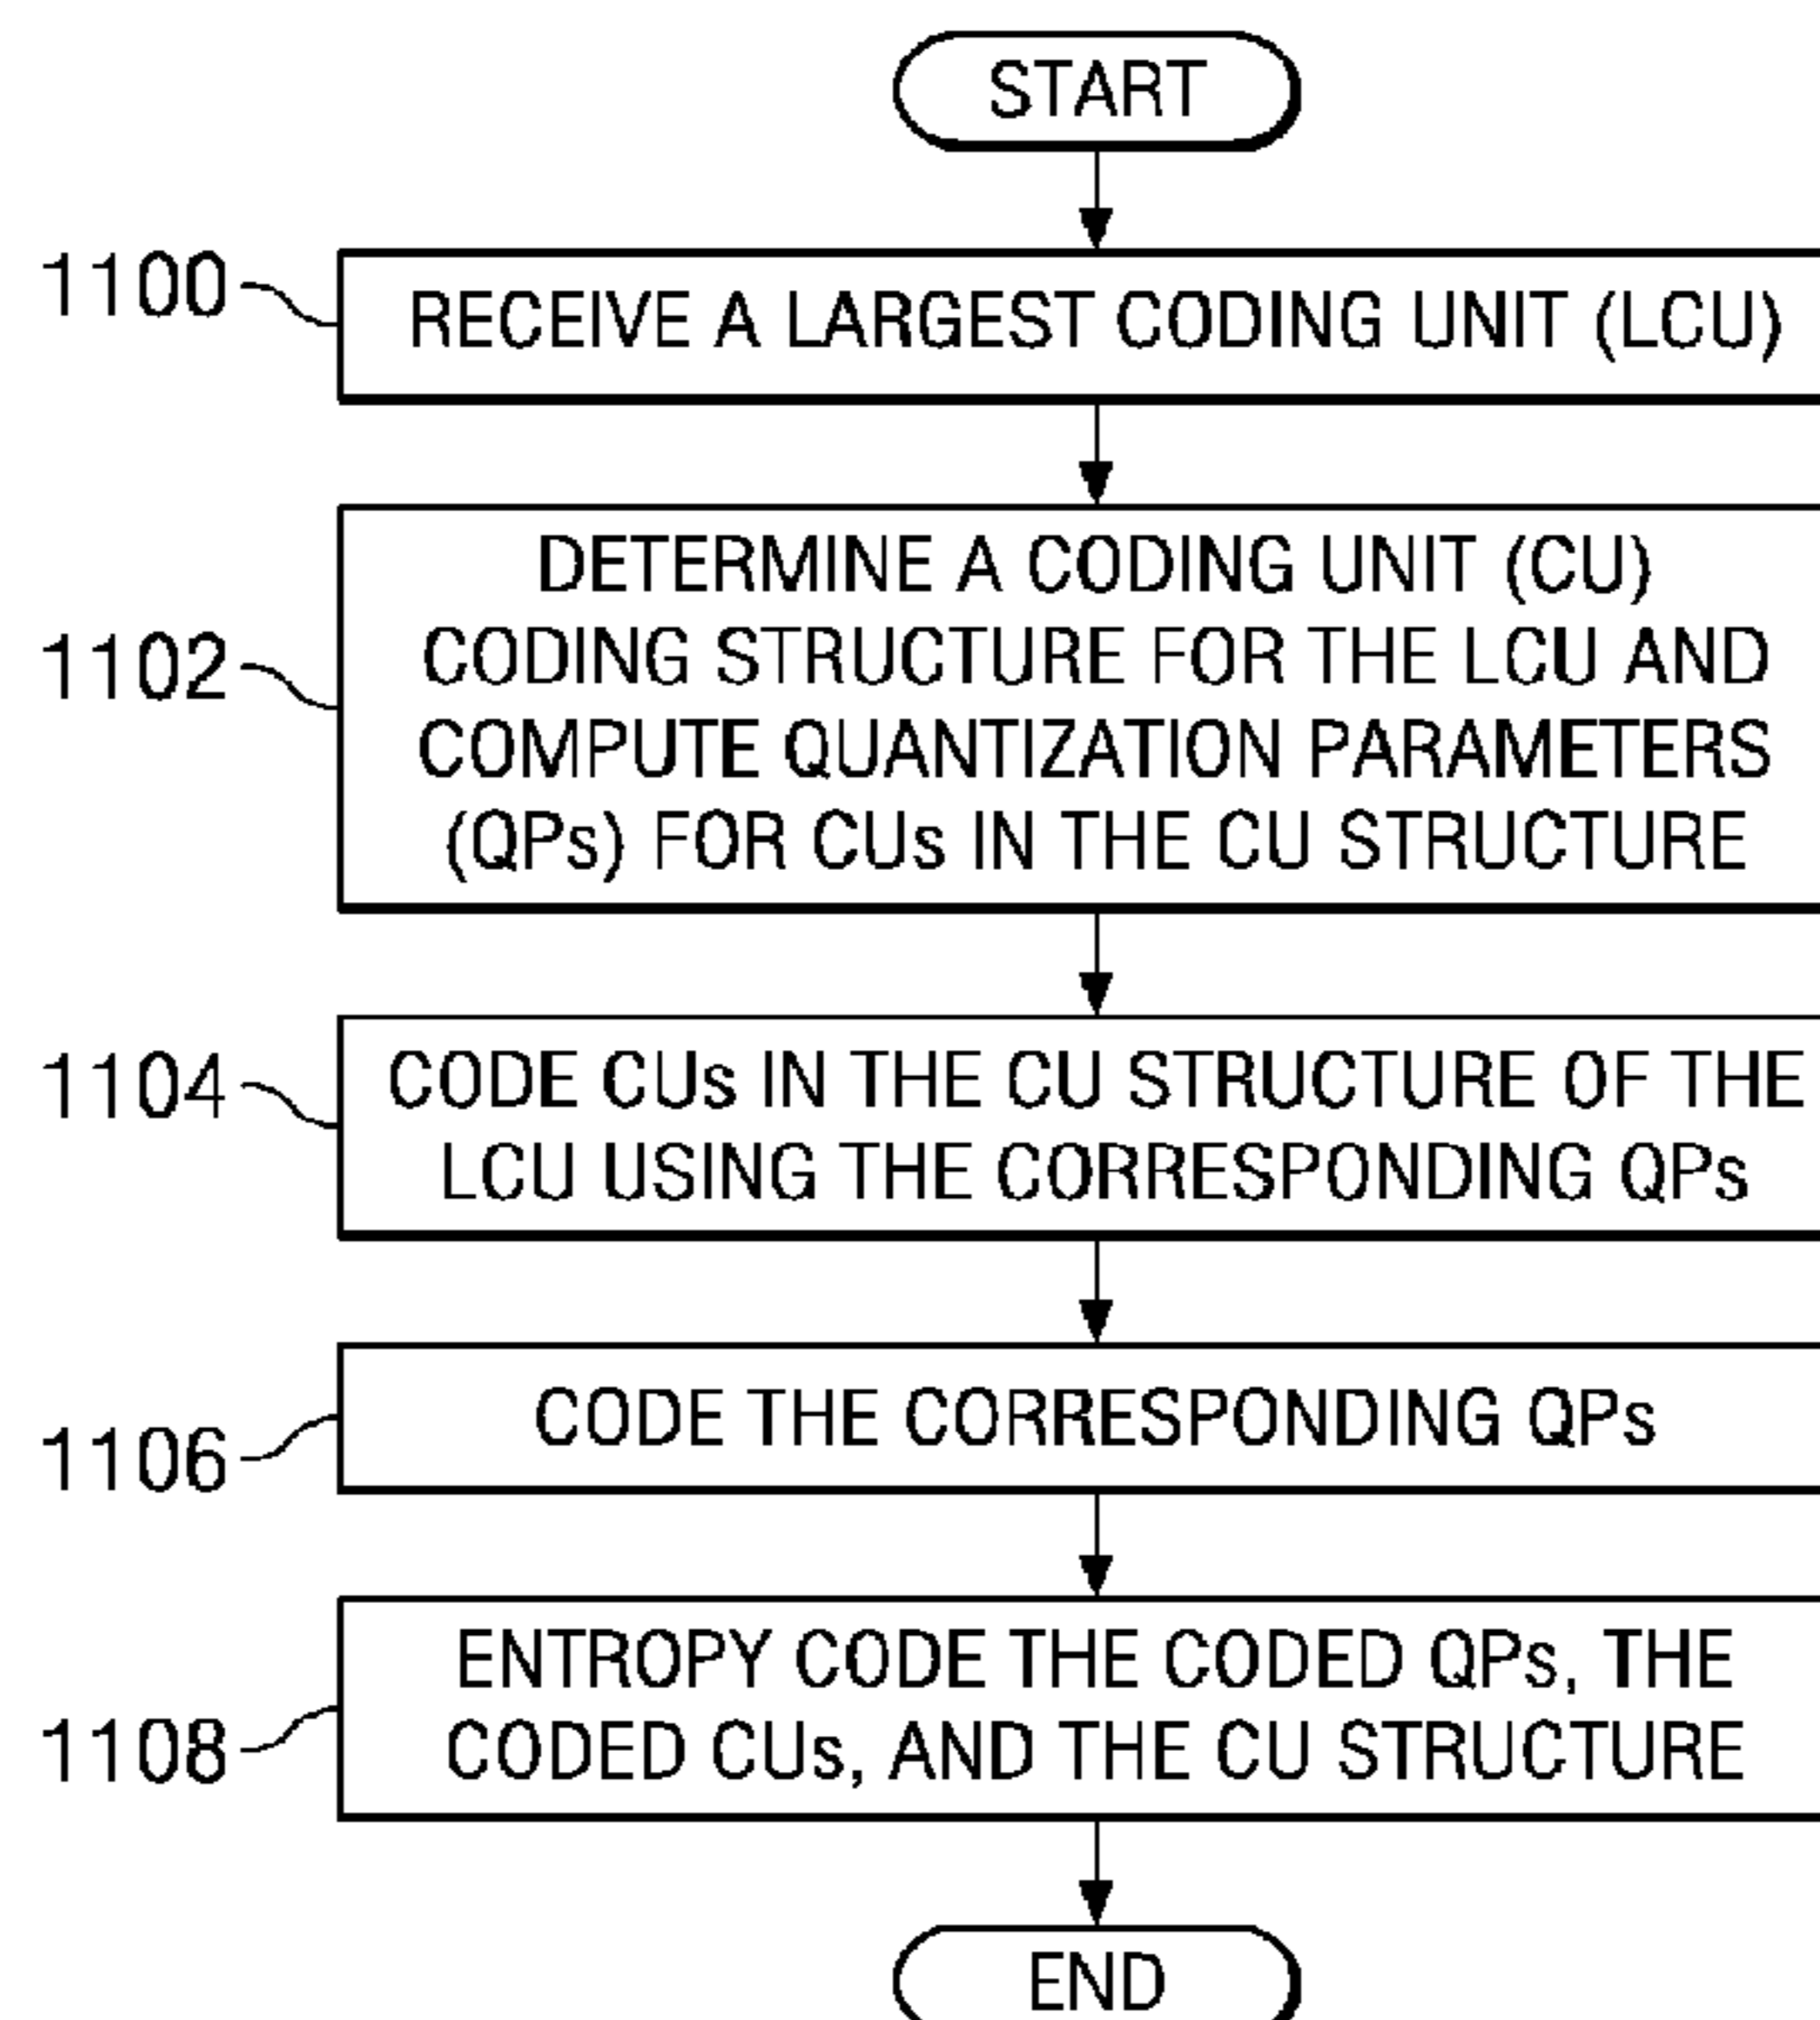 START
1100
RECEIVE A LARGEST CODING UNIT (LCU)
1102
DETERMINE A CODING UNIT (CU)
CODING STRUCTURE FOR THE LCU AND
COMPUTE QUANTIZATION PARAMETERS
(QPs) FOR CUs IN THE CU STRUCTURE
1104
CODE CUs IN THE CU STRUCTURE OF THE
LCU USING THE CORRESPONDING QPs
1106
CODE THE CORRESPONDING QPs
1108
ENTROPY CODE THE CODED QPs, THE
CODED CUs, AND THE CU STRUCTURE
END